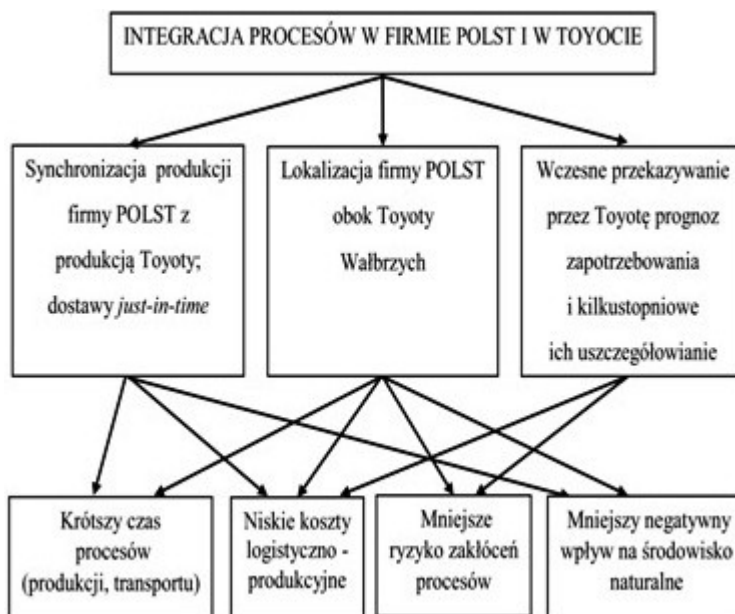 INTEGRACJA PROCESÓW W FIRMIE POLST I W TOYOCIE
Synchronizacja produkcji
firmy POLST z
produkcją Toyoty;
dostawy just-in-time
Lokalizacja firmy POLST
obok Toyoty
Wałbrzych
Wczesne przekazywanie
przez Toyotę prognoz
zapotrzebowania
i kilkustopniowe
ich uszczegółowianie
Krótszy czas
procesów
(produkcji, transportu)
Niskie koszty
logistyczno -
produkcyjne
Mniejsze
ryzyko zakłóceń
procesów
Mniejszy negatywny
wpływ na środowisko
naturalne